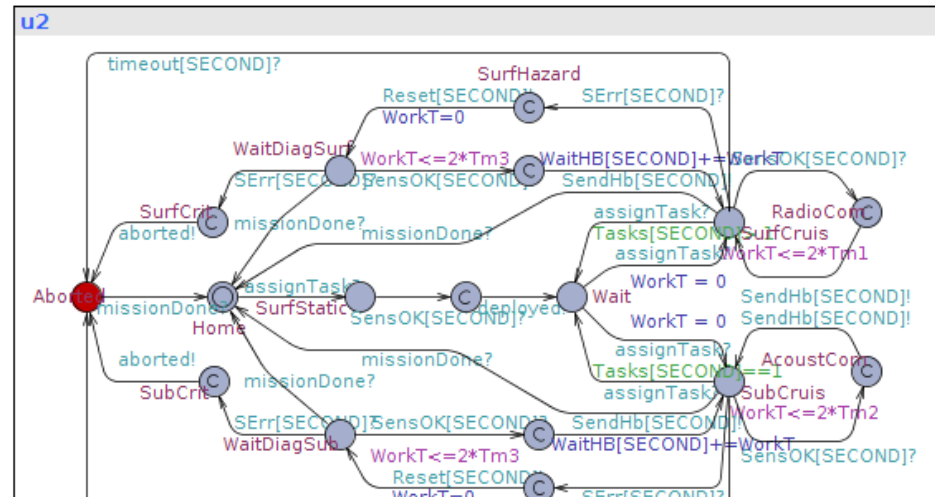 u2
timeout[SECOND]?
SurfHazard
Reset[SECOND]!
SErr[SECOND]?
WorkT=0
WaitDiagSurf
WorkT<=2*Tm3
WaitHB[SECOND]+=WorkT
SensOK[SECOND]?
SErr[SECOND]?
SensOK[SECOND]?
SendHb[SECOND]
SurfCrit
C
aborted!
missionDone?
missionDone?
assignTask?
Tasks[SECOND]
RadioCom
SurfCruis
assignTask
WorkT<=2*Tm1
WorkT = 0
assignTask?
SendHb[SECOND]!
Aborted
missionDone?
SurfStatic
C
Wait
Home
SensOK[SECOND]?
deployed!
WorkT = 0
SendHb[SECOND]!
aborted!
missionDone?
missionDone?
assignTask?
AcoustCom
SubCrit
C
Tasks[SECOND]==1
assignTask?
SubCruis
WorkT<=2*Tm2
SErr[SECOND]?
SensOK[SECOND]?
SendHb[SECOND]!
WaitDiagSub
C
WaitHB[SECOND]+=WorkT
WorkT<=2*Tm3
SensOK[SECOND]?
Reset[SECOND]!
C
WorkT=0
SErr[SECOND]?
C
C
C
C